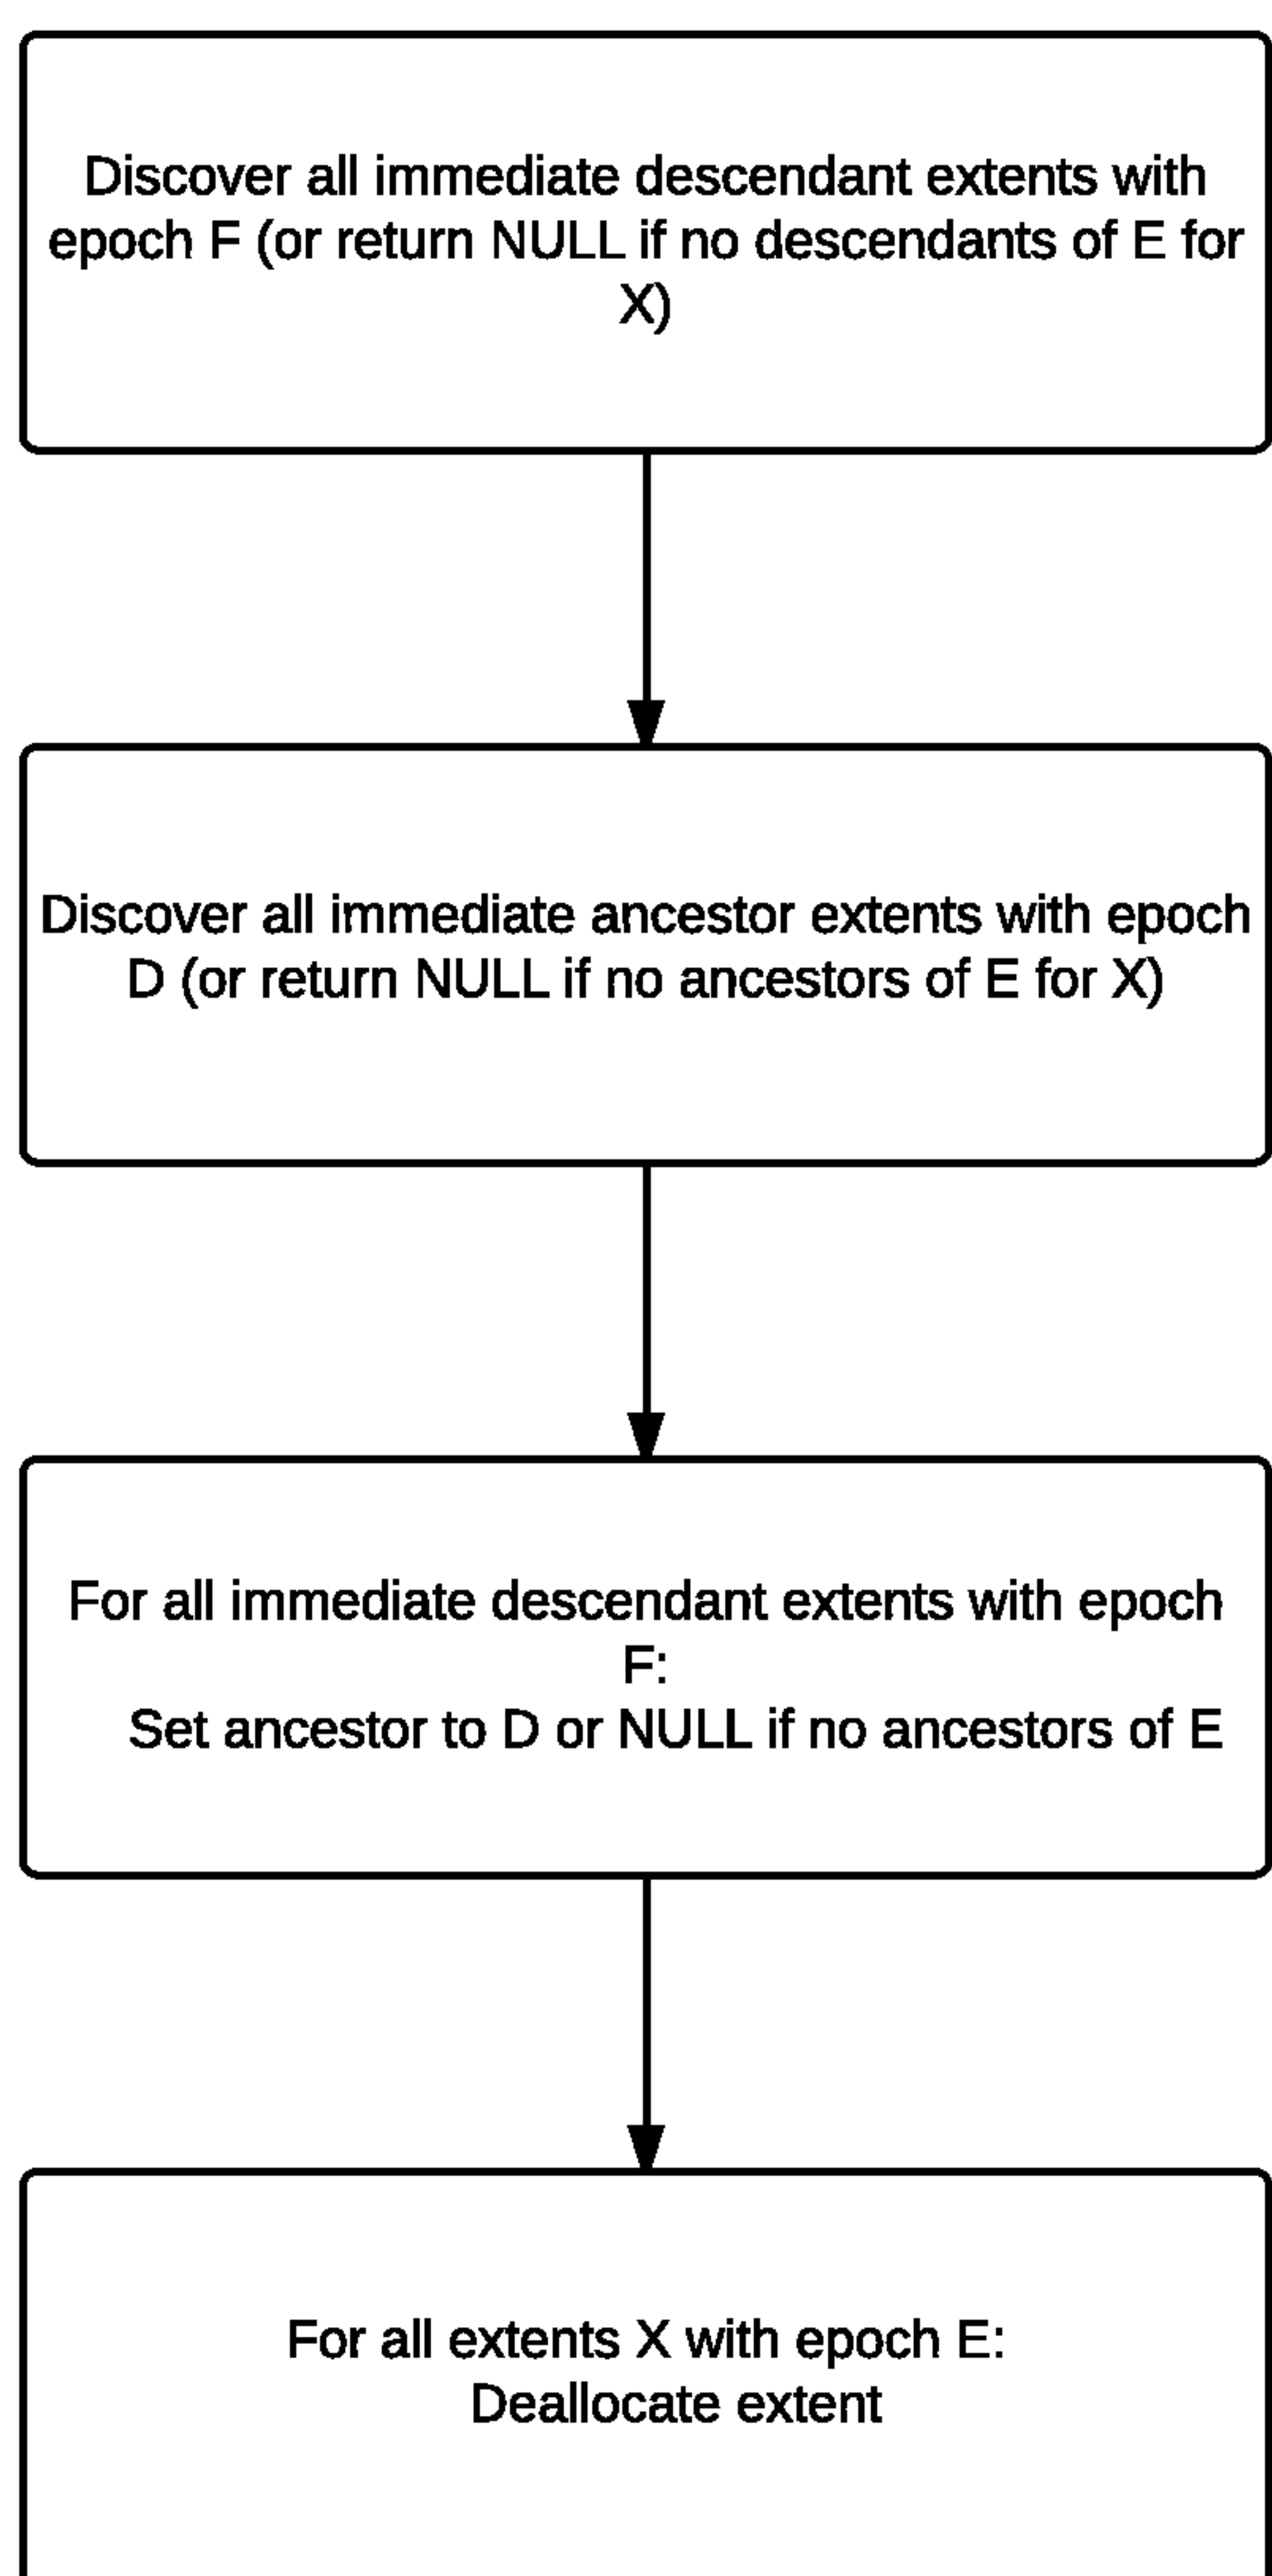 Discover all immediate descendant extents with
epoch F (or return NULL if no descendants of E for
X)
Discover all immediate ancestor extents with epoch
D (or return NULL if no ancestors of E for X)
For all immediate descendant extents with epoch
F:
Set ancestor to D or NULL if no ancestors of E
For all extents X with epoch E:
Deallocate extent